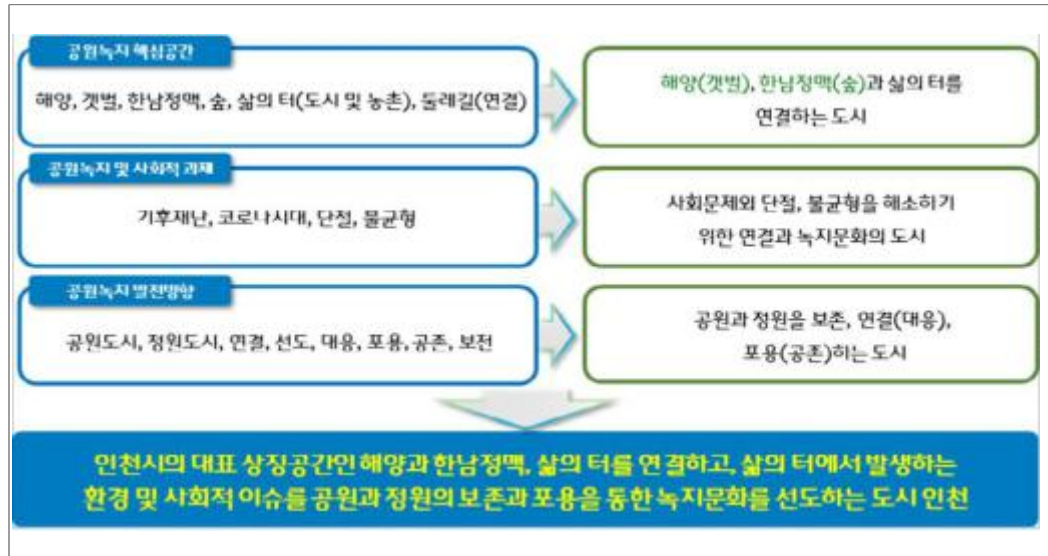 공원녹지 핵심공간
해양, 갯벌, 한남정맥, 숲, 삶의 터(도시 및 농촌), 둘레길(연결)
해양(갯벌), 한남정맥(숲)과 삶의 터를
연결하는 도시
공원녹지 및 사회적 과제
기후재난, 코로나시대, 단절, 불균형
사회문제외 단절, 불균형을 해소하기
위한 연결과 녹지문화의 도시
공원녹지 발전방향
공원도시, 정원도시, 연결, 선도, 대응, 포용, 공존, 보전
공원과 정원을 보존, 연결(대응),
포용(공존)하는 도시
인천시의 대표 상징공간인 해양과 한남정맥, 삶의 터를 연결하고, 삶의 터에서 발생하는
환경 및 사회적 이슈를 공원과 정원의 보존과 포용을 통한 녹지문화를 선도하는 도시 인천